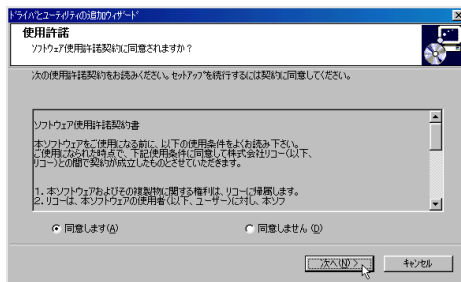 ドライバとユーティリティの追加ウィザード
使用許諾
ソフトウェア使用許諾契約に同意されますか？
次の使用許諾契約をお読みください。セットアップを続行するには契約に同意してください。
ソフトウェア使用許諾契約書
本ソフトウェアをご使用になる前に、以下の使用条件をよくお読み下さい。
ご使用になられた時点で、下記使用条件に同意して株式会社リコー（以下、
リコー）との間で契約が成立したものとさせていただきます。
1. 本ソフトウェアおよびその複製物に関する権利は、リコーに帰属します。
2. リコーは、本ソフトウェアの使用者（以下、ユーザー）に対し、本ソフ
同意します(A)
同意しません (D)
次へ(N) >
キャンセル